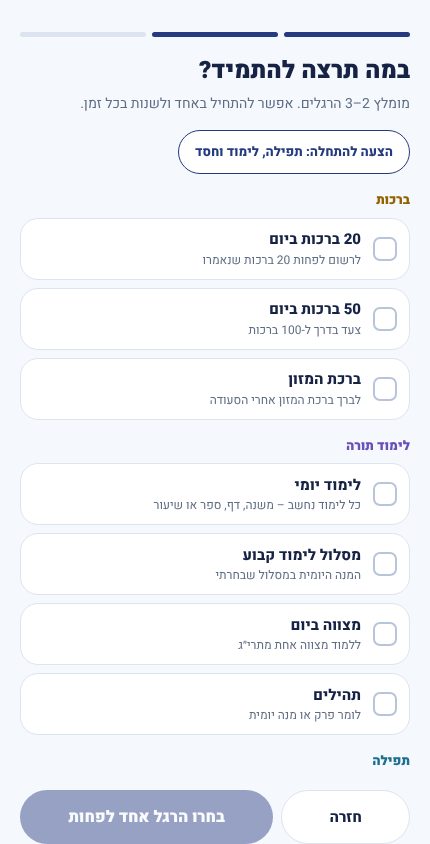 במה תרצה להתמיד?
מומלץ 2–3 הרגלים. אפשר להתחיל באחד ולשנות בכל זמן.
הצעה להתחלה: תפילה, לימוד וחסד
ברכות
20 ברכות ביום
לרשום לפחות 20 ברכות שנאמרו
50 ברכות ביום
צעד בדרך ל-100 ברכות
ברכת המזון
לברך ברכת המזון אחרי הסעודה
לימוד תורה
לימוד יומי
כל לימוד נחשב – משנה, דף, ספר או שיעור
מסלול לימוד קבוע
המנה היומית במסלול שבחרתי
מצווה ביום
ללמוד מצווה אחת מתרי״ג
תהילים
לומר פרק או מנה יומית
תפילה
חזרה
בחרו הרגל אחד לפחות